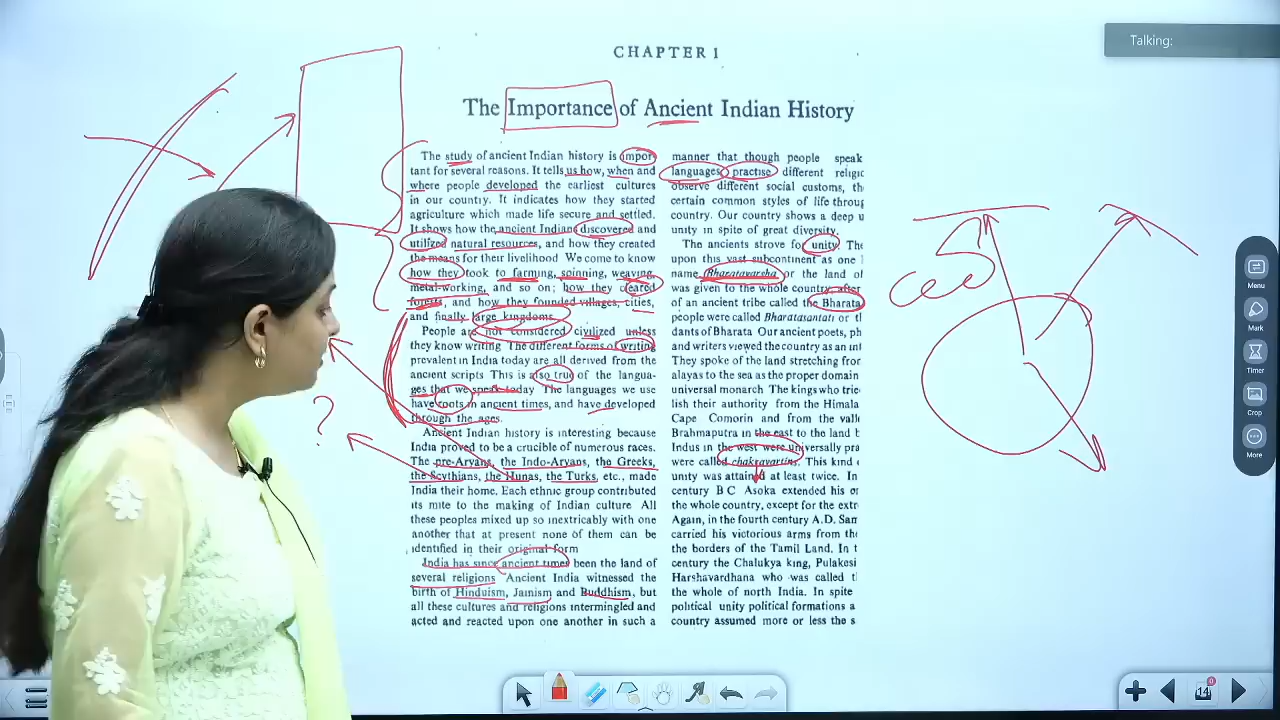 Talking:
CHAPTER 1
The Importance of Ancient Indian History
The study of ancient Indian history is impor
tant for several reasons. It tells us how, when and
where people developed the earliest cultures
in our country. It indicates how they started
agriculture which made life secure and settled.
It shows how the ancient Indians discovered and
utilized natural resources, and how they created
the means for their livelihood We come to know
how they took to farming, spinning, weaving,
metal-working, and so on; how they cleared
forests, and how they founded villages, cities,
and finally large kingdoms.
People are not considered civilized unless
they know writing The different forms of writing
prevalent in India today are all derived from the
ancient scripts This is also true of the langua-
ges that we speak today The languages we use
have roots in ancient times, and have developed
through the ages.
Ancient Indian history is interesting because
India proved to be a crucible of numerous races.
The pre-Aryans, the Indo-Aryans, the Greeks,
the Scythians, the Hunas, the Turks, etc., made
India their home. Each ethnic group contributed
its mite to the making of Indian culture All
these peoples mixed up so inextricably with one
another that at present none of them can be
identified in their original form
India has since ancient times been the land of
several religions Ancient India witnessed the
birth of Hinduism, Jainism and Buddhism, but
all these cultures and religions intermingled and
acted and reacted upon one another in such a
manner that though people speak
languages practise different religio
observe different social customs, the
certain common styles of life throug
country. Our country shows a deep u
unity in spite of great diversity.
The ancients strove for unity. The
upon this vast subcontinent as one
name Bharatavarsha or the land of
was given to the whole country, after
of an ancient tribe called the Bharata
people were called Bharatasantati or th
dants of Bharata Our ancient poets, ph
and writers viewed the country as an int
They spoke of the land stretching fror
alayas to the sea as the proper domain
universal monarch The kings who trie
lish their authority from the Himala
Cape Comorin and from the vall
Brahmaputra in the east to the land b
Indus in the west were universally pra
were called chakravartins. This kind
unity was attained at least twice. In
century B C Asoka extended his
the whole country, except for the extr
Again, in the fourth century A.D. Sam
carried his victorious arms from the
the borders of the Tamil Land. In t
century the Chalukya king, Pulakesi
Harshavardhana who was called t
the whole of north India. In spite
political unity political formations a
country assumed more or less the s
?
Menu
Mark
Timer
Crop
More
14